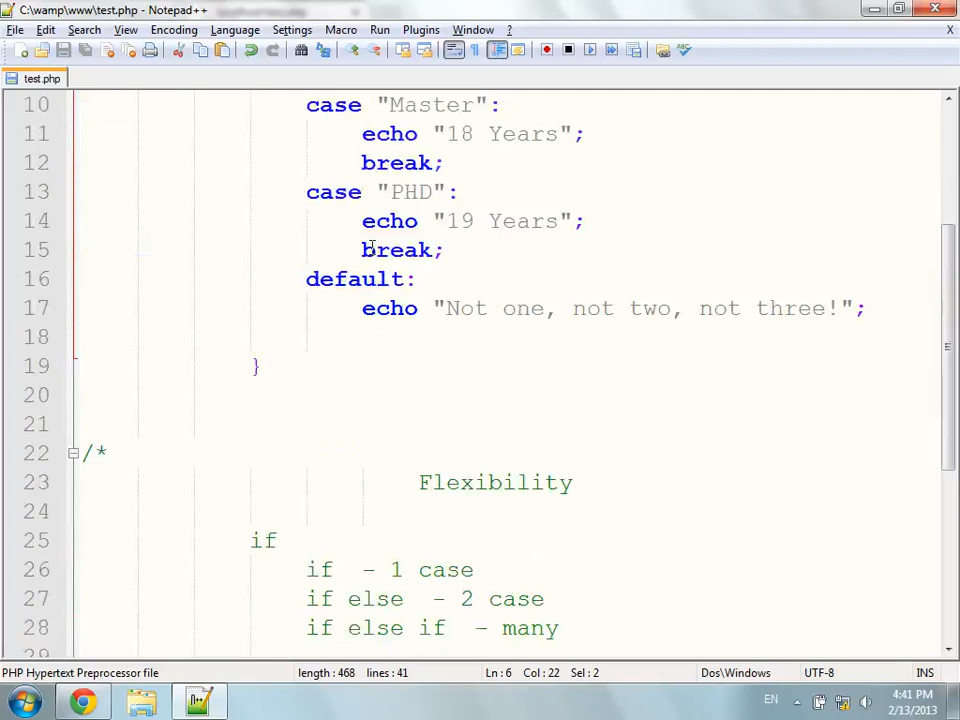 C:\wamp\www\test.php - Notepad++
File Edit Search View Encoding Language Settings Macro Run Plugins Window ? X
test.php
10 case "Master":
11 echo "18 Years";
12 break;
13 case "PHD":
14 echo "19 Years";
15 break;
16 default:
17 echo "Not one, not two, not three!";
18
19 }
20
21
22 /*
23 Flexibility
24
25 if
26 if - 1 case
27 if else - 2 case
28 if else if - many
29
PHP Hypertext Preprocessor file length : 468 lines : 41 Ln : 6 Col : 22 Sel : 2 Dos\Windows UTF-8 INS
EN 4:41 PM
2/13/2013